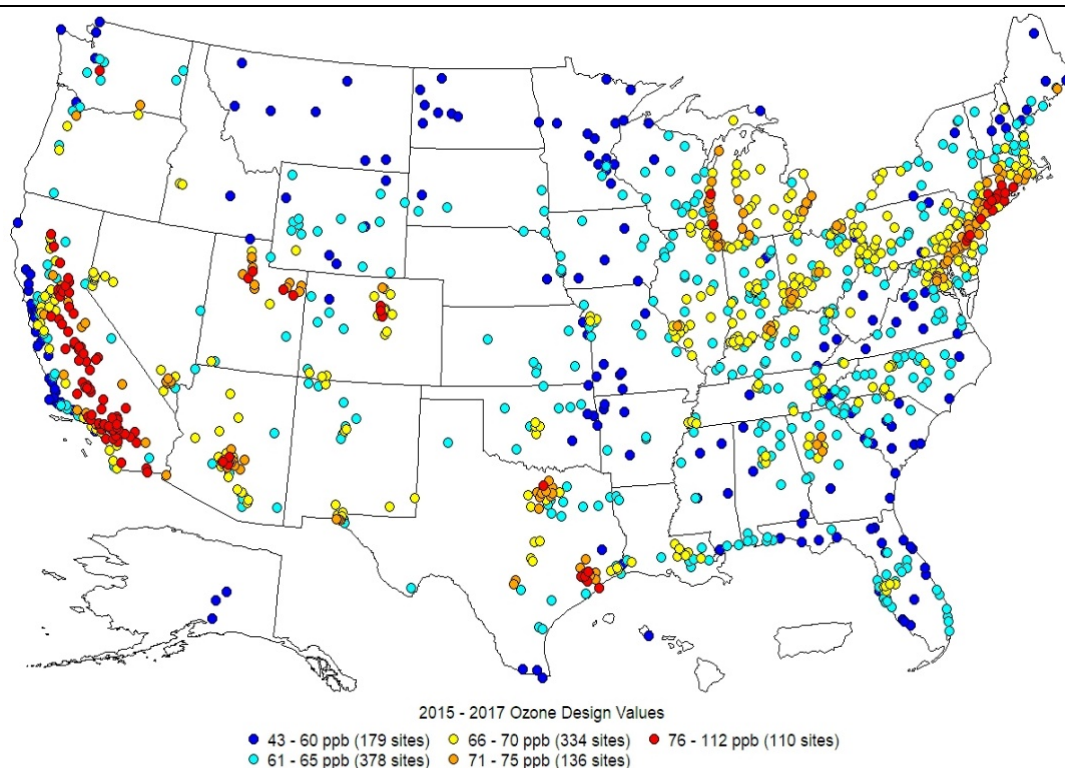 2015 - 2017 Ozone Design Values
43 - 60 ppb (179 sites) 66 - 70 ppb (334 sites) 76 - 112 ppb (110 sites)
61 - 65 ppb (378 sites) 71 - 75 ppb (136 sites)